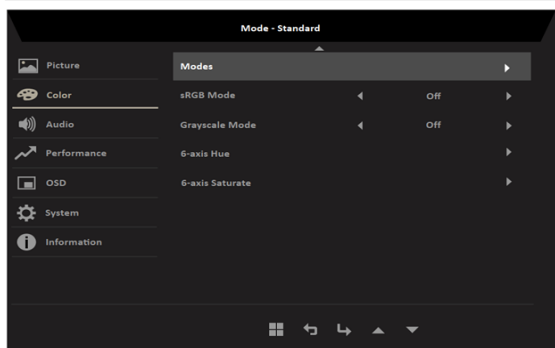 Mode - Standard
Picture
Modes
Color
sRGB Mode Off
Audio
Grayscale Mode Off
Performance
6-axis Hue
OSD
6-axis Saturate
System
Information